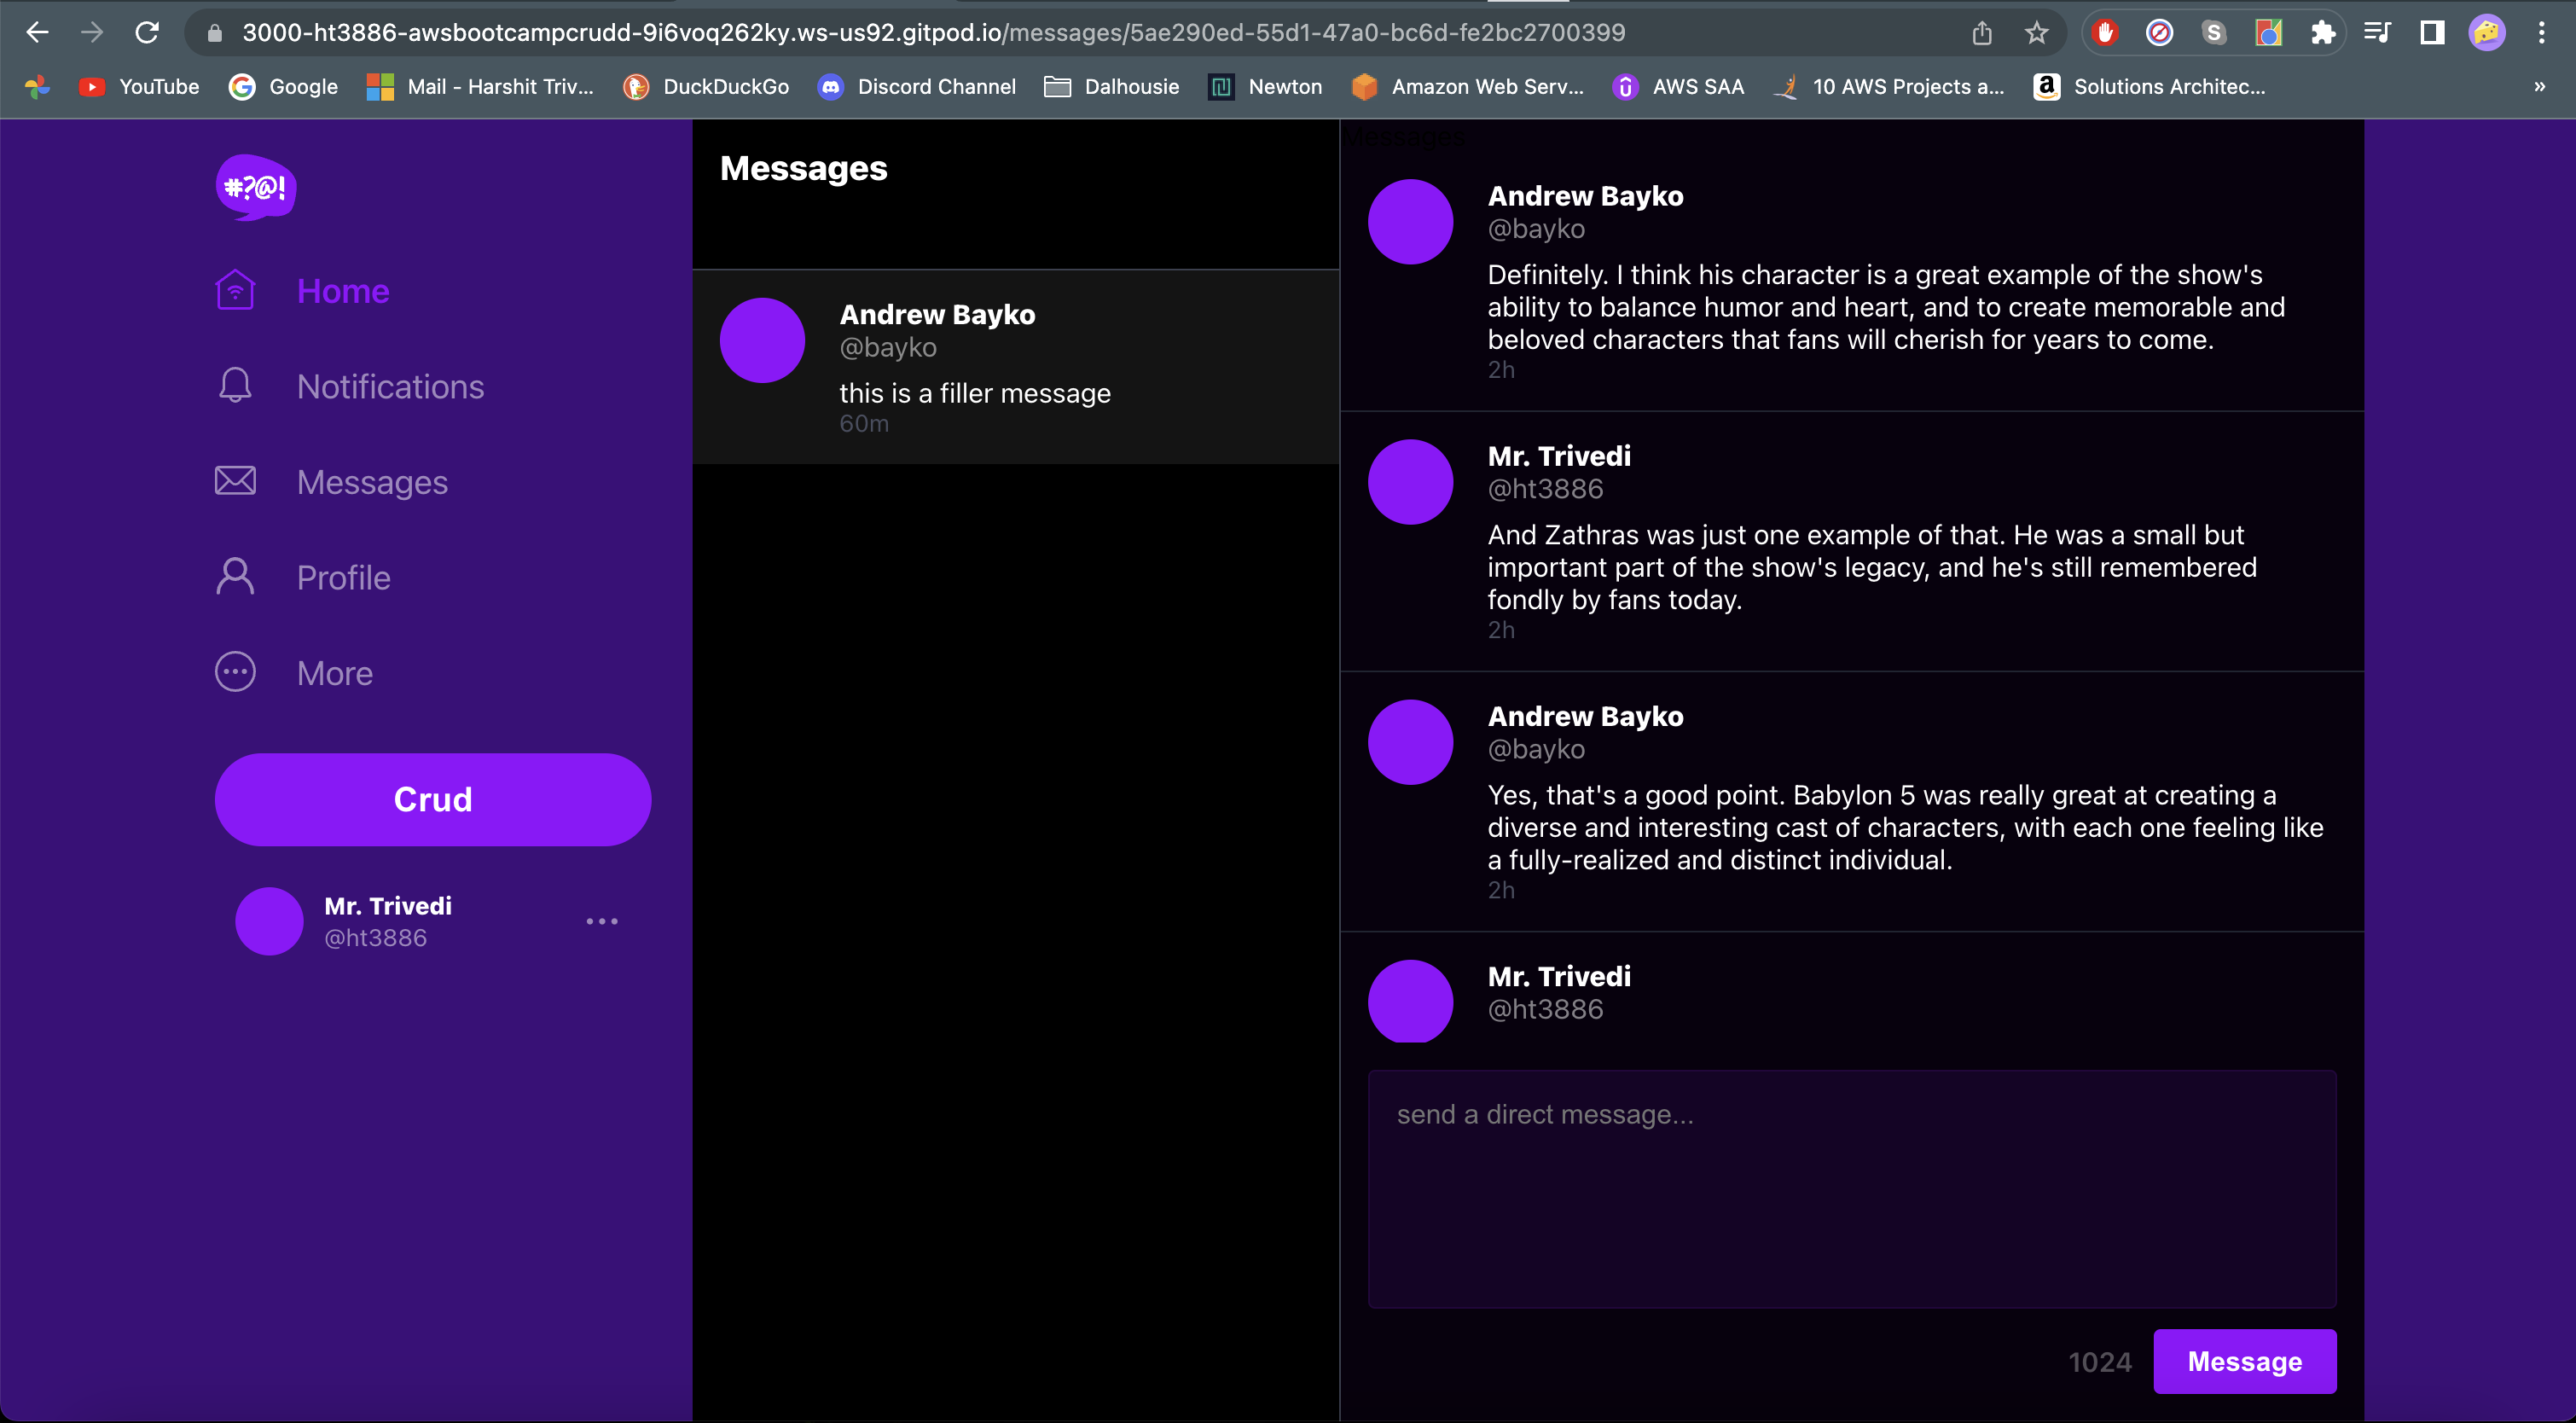 3000-ht3886-awsbootcampcrudd-9i6voq262ky.ws-us92.gitpod.io/messages/5ae290ed-55d1-47a0-bc6d-fe2bc2700399
S
YouTube
Google
Mail - Harshit Triv...
DuckDuckGo
Discord Channel
Dalhousie
Newton
Amazon Web Serv...
AWS SAA
10 AWS Projects a...
Solutions Architec...
»
#?@!
Home
Notifications
Messages
Profile
More
Crud
Mr. Trivedi
@ht3886
Messages
Andrew Bayko
@bayko
this is a filler message
60m
Messages
Andrew Bayko
@bayko
Definitely. I think his character is a great example of the show's
ability to balance humor and heart, and to create memorable and
beloved characters that fans will cherish for years to come.
2h
Mr. Trivedi
@ht3886
And Zathras was just one example of that. He was a small but
important part of the show's legacy, and he's still remembered
fondly by fans today.
2h
Andrew Bayko
@bayko
Yes, that's a good point. Babylon 5 was really great at creating a
diverse and interesting cast of characters, with each one feeling like
a fully-realized and distinct individual.
2h
Mr. Trivedi
@ht3886
send a direct message...
1024
Message